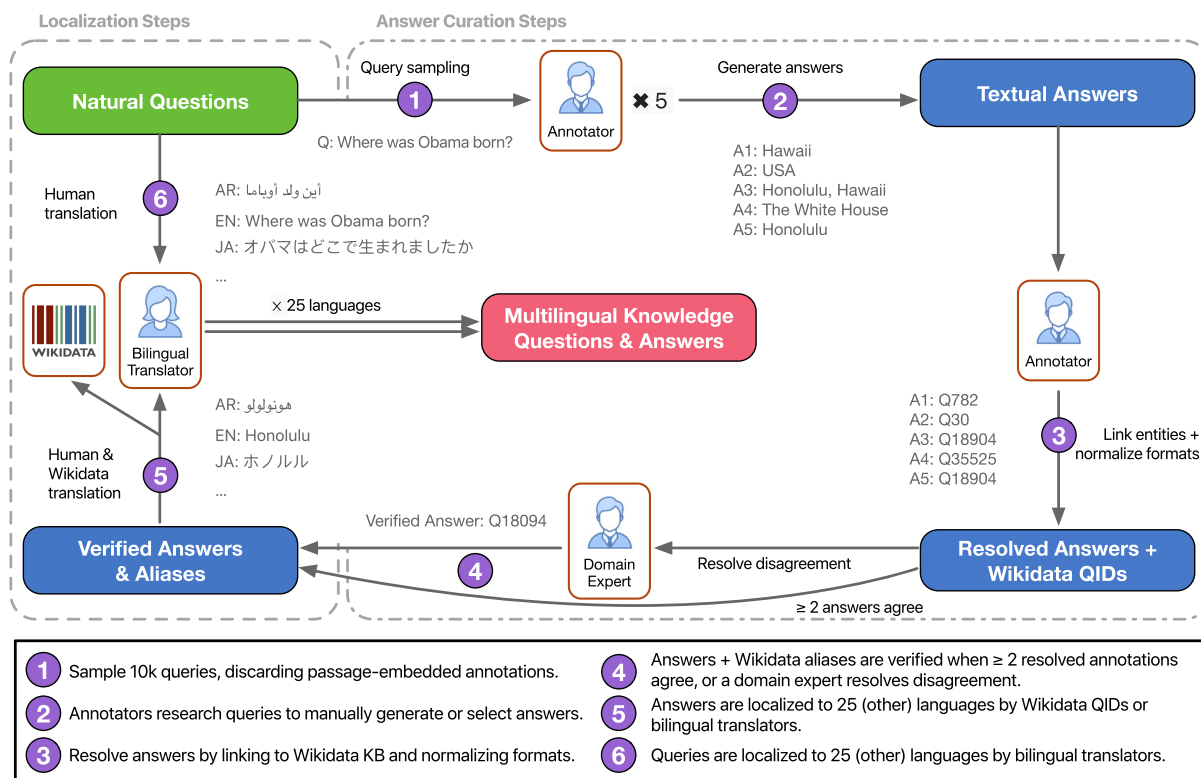 Localization Steps
Answer Curation Steps
Natural Questions
Query sampling
1
Q: Where was Obama born?
Annotator
✖ 5
Generate answers
2
A1: Hawaii
A2: USA
A3: Honolulu, Hawaii
A4: The White House
A5: Honolulu
Textual Answers
Human
translation
6
AR: أين ولد أوباما
EN: Where was Obama born?
JA: オバマはどこで生まれましたか
...
WIKIDATA
Bilingual
Translator
× 25 languages
Multilingual Knowledge
Questions & Answers
Annotator
A1: Q782
A2: Q30
A3: Q18904
A4: Q35525
A5: Q18904
3
Link entities +
normalize formats
AR: هونولولو
EN: Honolulu
JA: ホノルル
...
Human &
Wikidata
translation
5
Verified Answers
& Aliases
Verified Answer: Q18094
4
Domain
Expert
Resolve disagreement
≥ 2 answers agree
Resolved Answers +
Wikidata QIDs
1 Sample 10k queries, discarding passage-embedded annotations.
2 Annotators research queries to manually generate or select answers.
3 Resolve answers by linking to Wikidata KB and normalizing formats.
4 Answers + Wikidata aliases are verified when ≥ 2 resolved annotations
agree, or a domain expert resolves disagreement.
5 Answers are localized to 25 (other) languages by Wikidata QIDs or
bilingual translators.
6 Queries are localized to 25 (other) languages by bilingual translators.